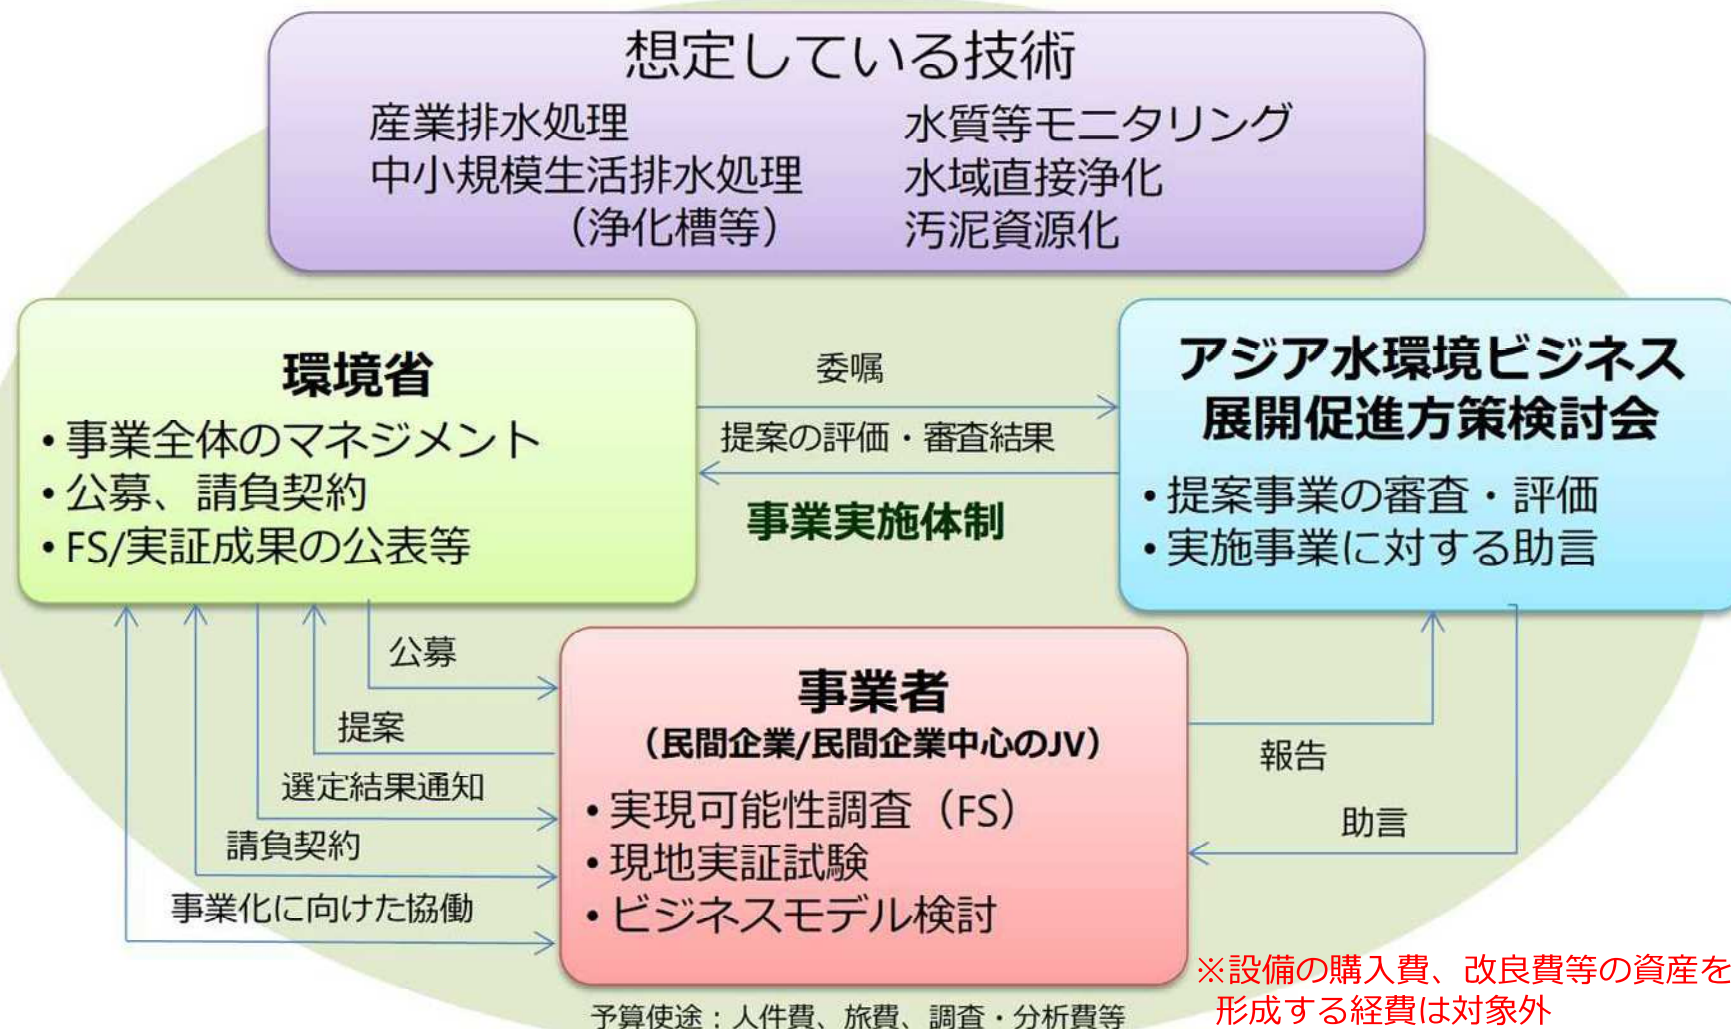 想定している技術
産業排水処理
中小規模生活排水処理
（浄化槽等）
水質等モニタリング
水域直接浄化
汚泥資源化
環境省
• 事業全体のマネジメント
• 公募、請負契約
• FS/実証成果の公表等
委嘱
提案の評価・審査結果
事業実施体制
アジア水環境ビジネス
展開促進方策検討会
• 提案事業の審査・評価
• 実施事業に対する助言
公募
提案
選定結果通知
請負契約
事業化に向けた協働
事業者
（民間企業/民間企業中心のJV）
• 実現可能性調査（FS）
• 現地実証試験
• ビジネスモデル検討
報告
助言
予算使途：人件費、旅費、調査・分析費等
※設備の購入費、改良費等の資産を
形成する経費は対象外